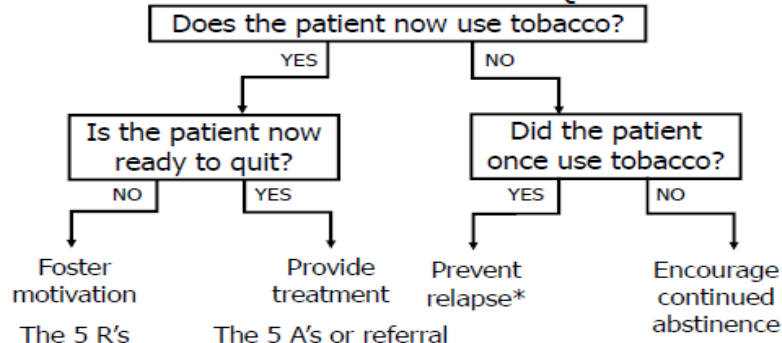 Does the patient now use tobacco?
YES
NO
Is the patient now
ready to quit?
Did the patient
once use tobacco?
NO
YES
YES
NO
Foster
motivation
The 5 R's
Provide
treatment
The 5 A's or referral
Prevent
relapse*
Encourage
continued
abstinence